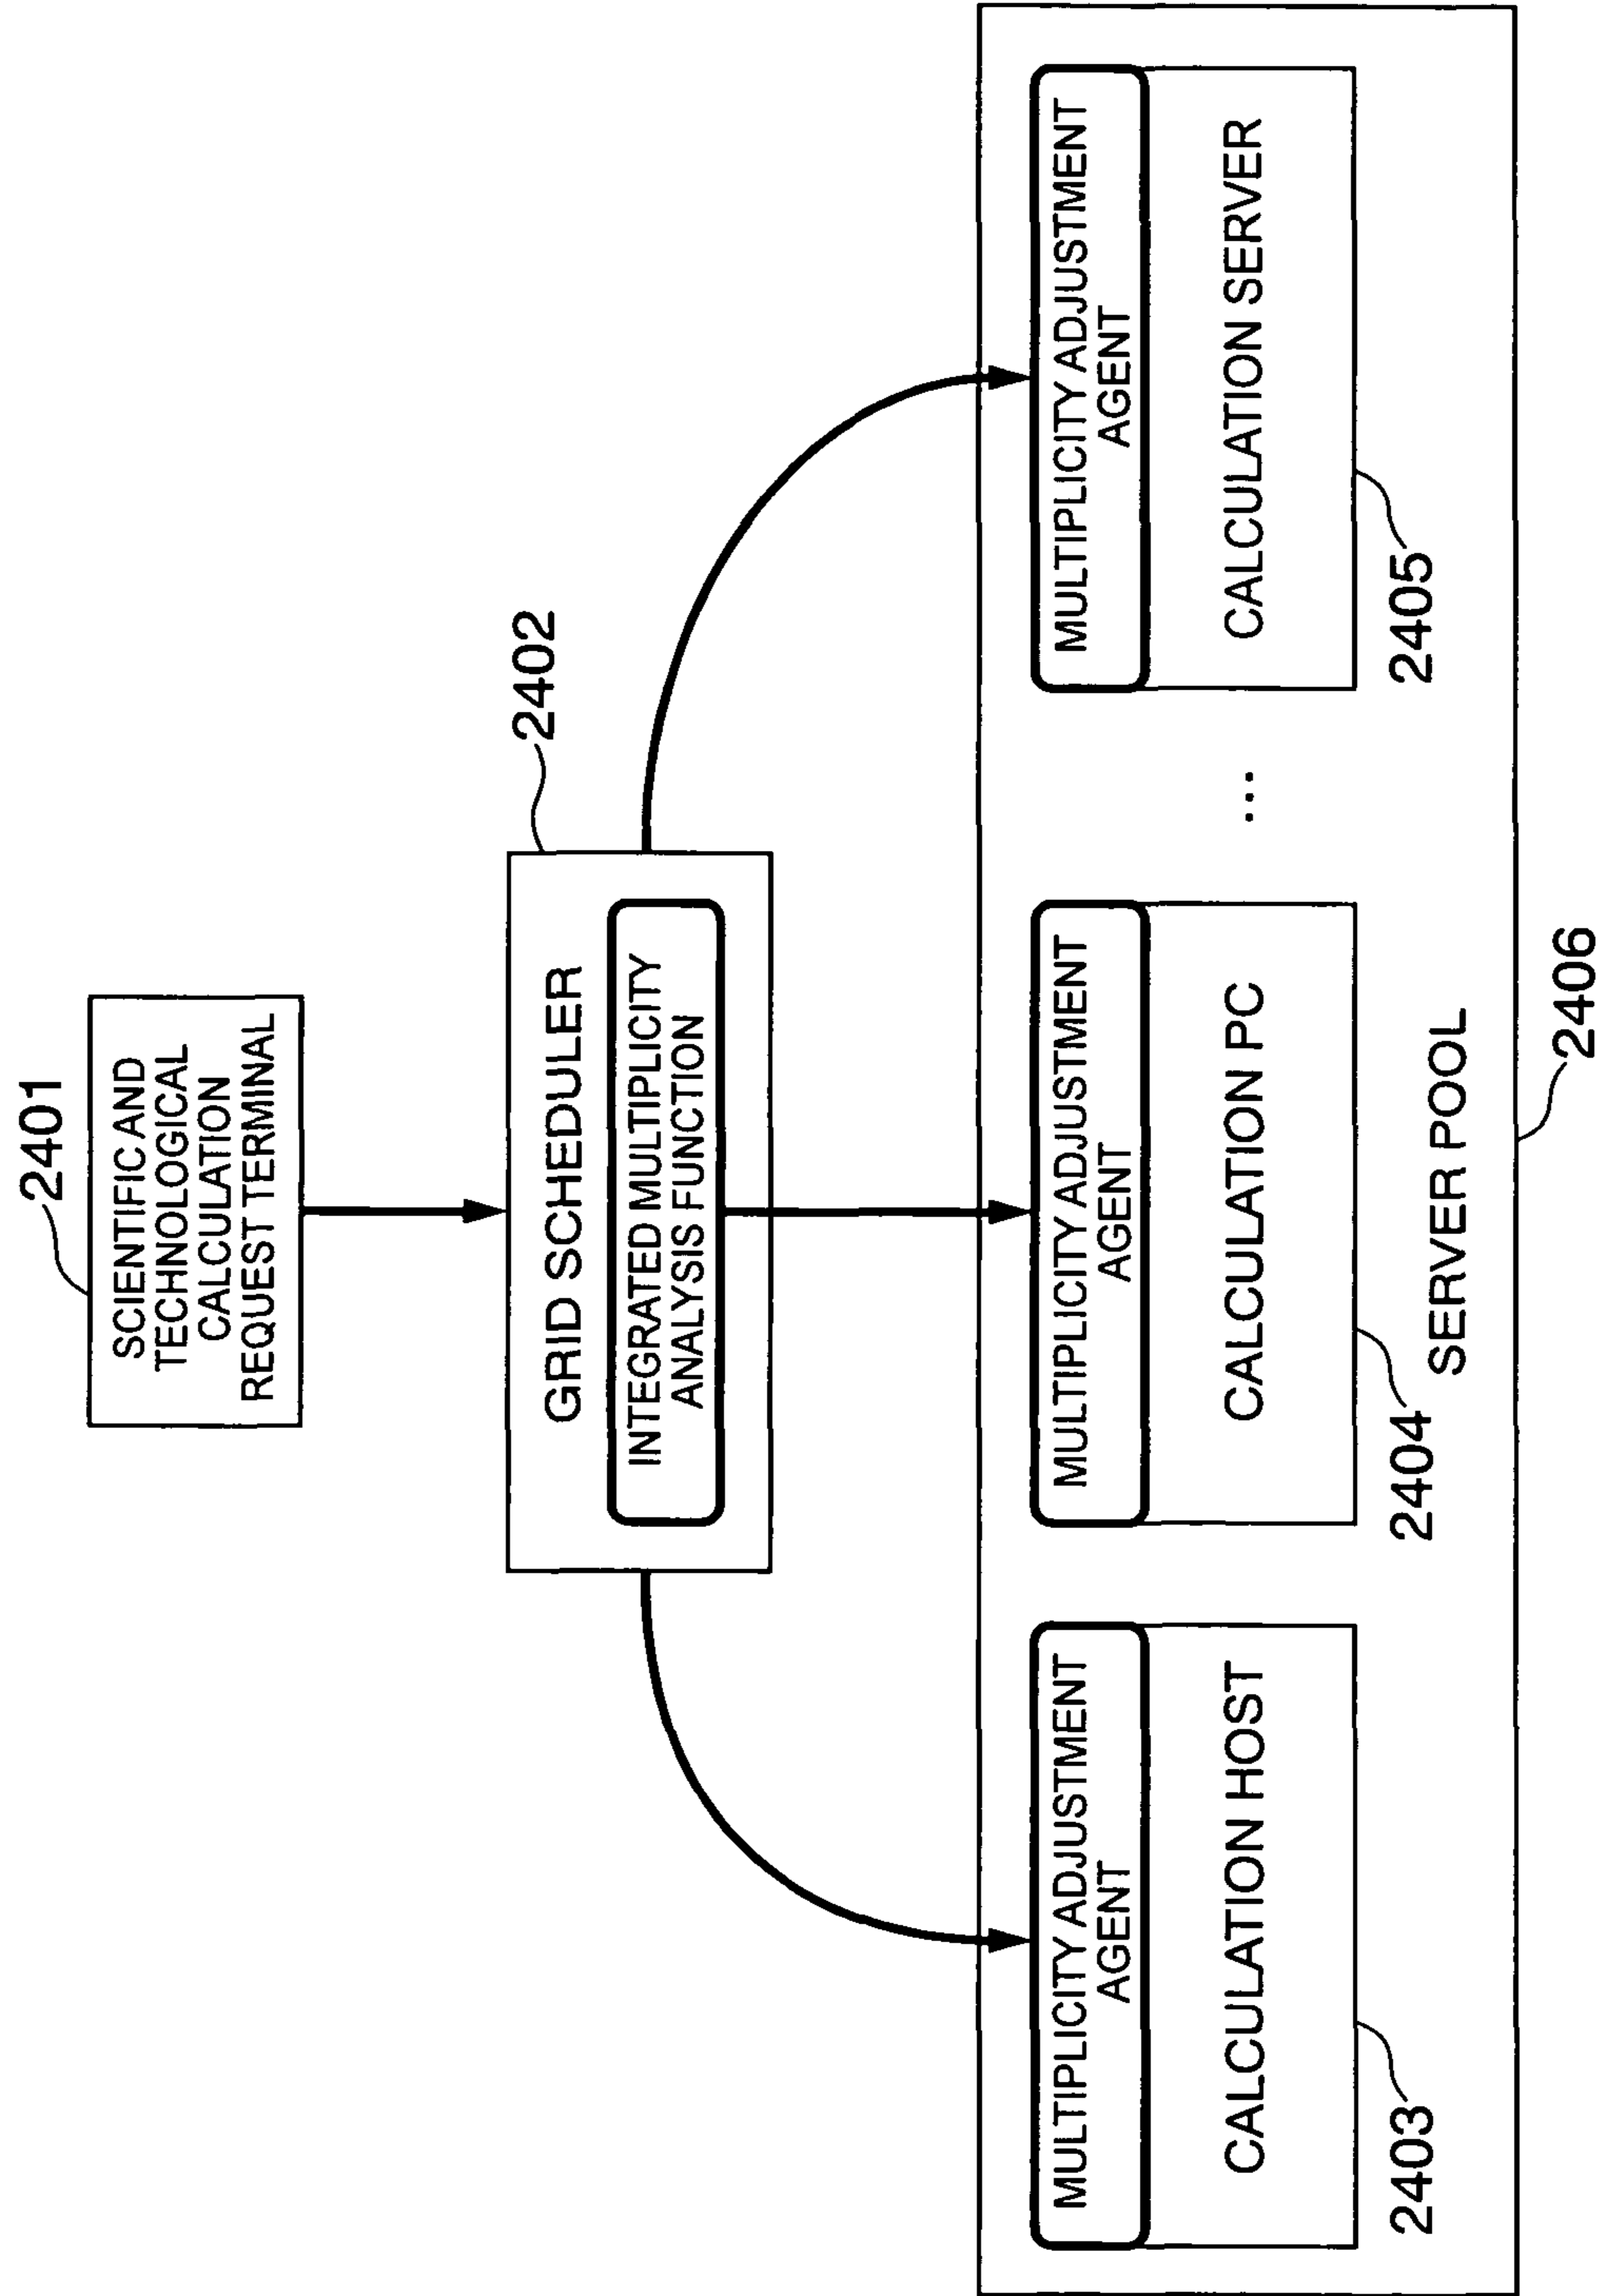 2401
SCIENTIFIC AND
TECHNOLOGICAL
CALCULATION
REQUEST TERMINAL
2402
GRID SCHEDULER
INTEGRATED MULTIPLICITY
ANALYSIS FUNCTION
MULTIPLICITY ADJUSTMENT
AGENT
CALCULATION HOST
2403
MULTIPLICITY ADJUSTMENT
AGENT
CALCULATION PC
2404
...
MULTIPLICITY ADJUSTMENT
AGENT
CALCULATION SERVER
2405
SERVER POOL
2406